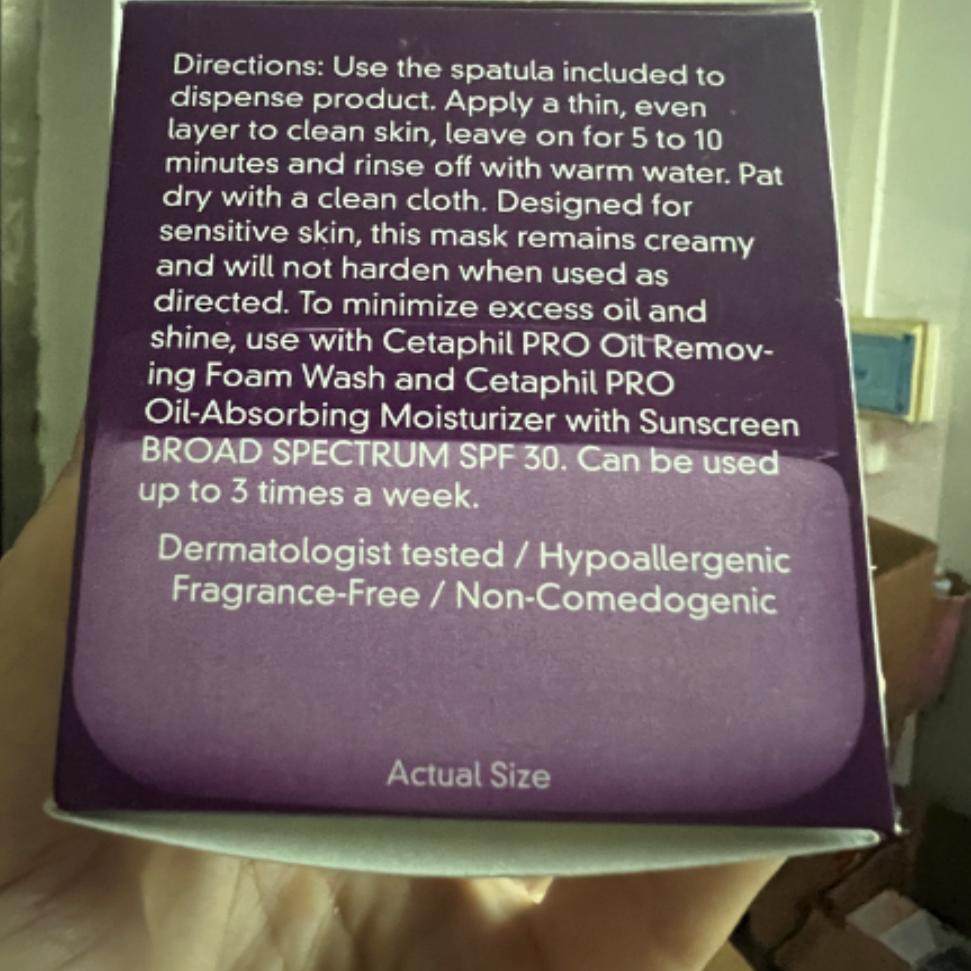 Directions: Use the spatula included to
dispense product. Apply a thin, even
layer to clean skin, leave on for 5 to 10
minutes and rinse off with warm water. Pat
dry with a clean cloth. Designed for
sensitive skin, this mask remains creamy
and will not harden when used as
directed. To minimize excess oil and
shine, use with Cetaphil PRO Oil Remov-
ing Foam Wash and Cetaphil PRO
Oil-Absorbing Moisturizer with Sunscreen
BROAD SPECTRUM SPF 30. Can be used
up to 3 times a week.
Dermatologist tested / Hypoallergenic
Fragrance-Free / Non-Comedogenic
Actual Size